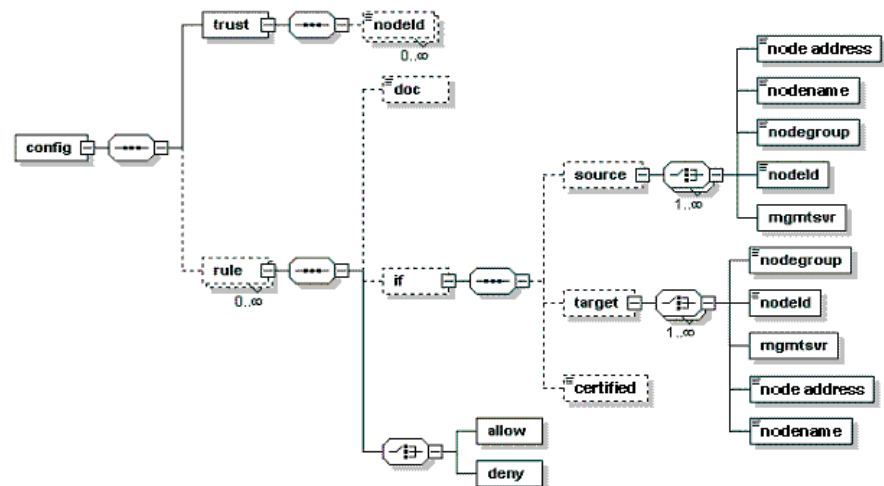 trust
nodeId
0..∞
doc
config
rule
0..∞
if
source
1..∞
node address
nodename
nodegroup
nodeId
mgmtsvr
target
1..∞
nodegroup
nodeId
mgmtsvr
node address
nodename
certified
allow
deny